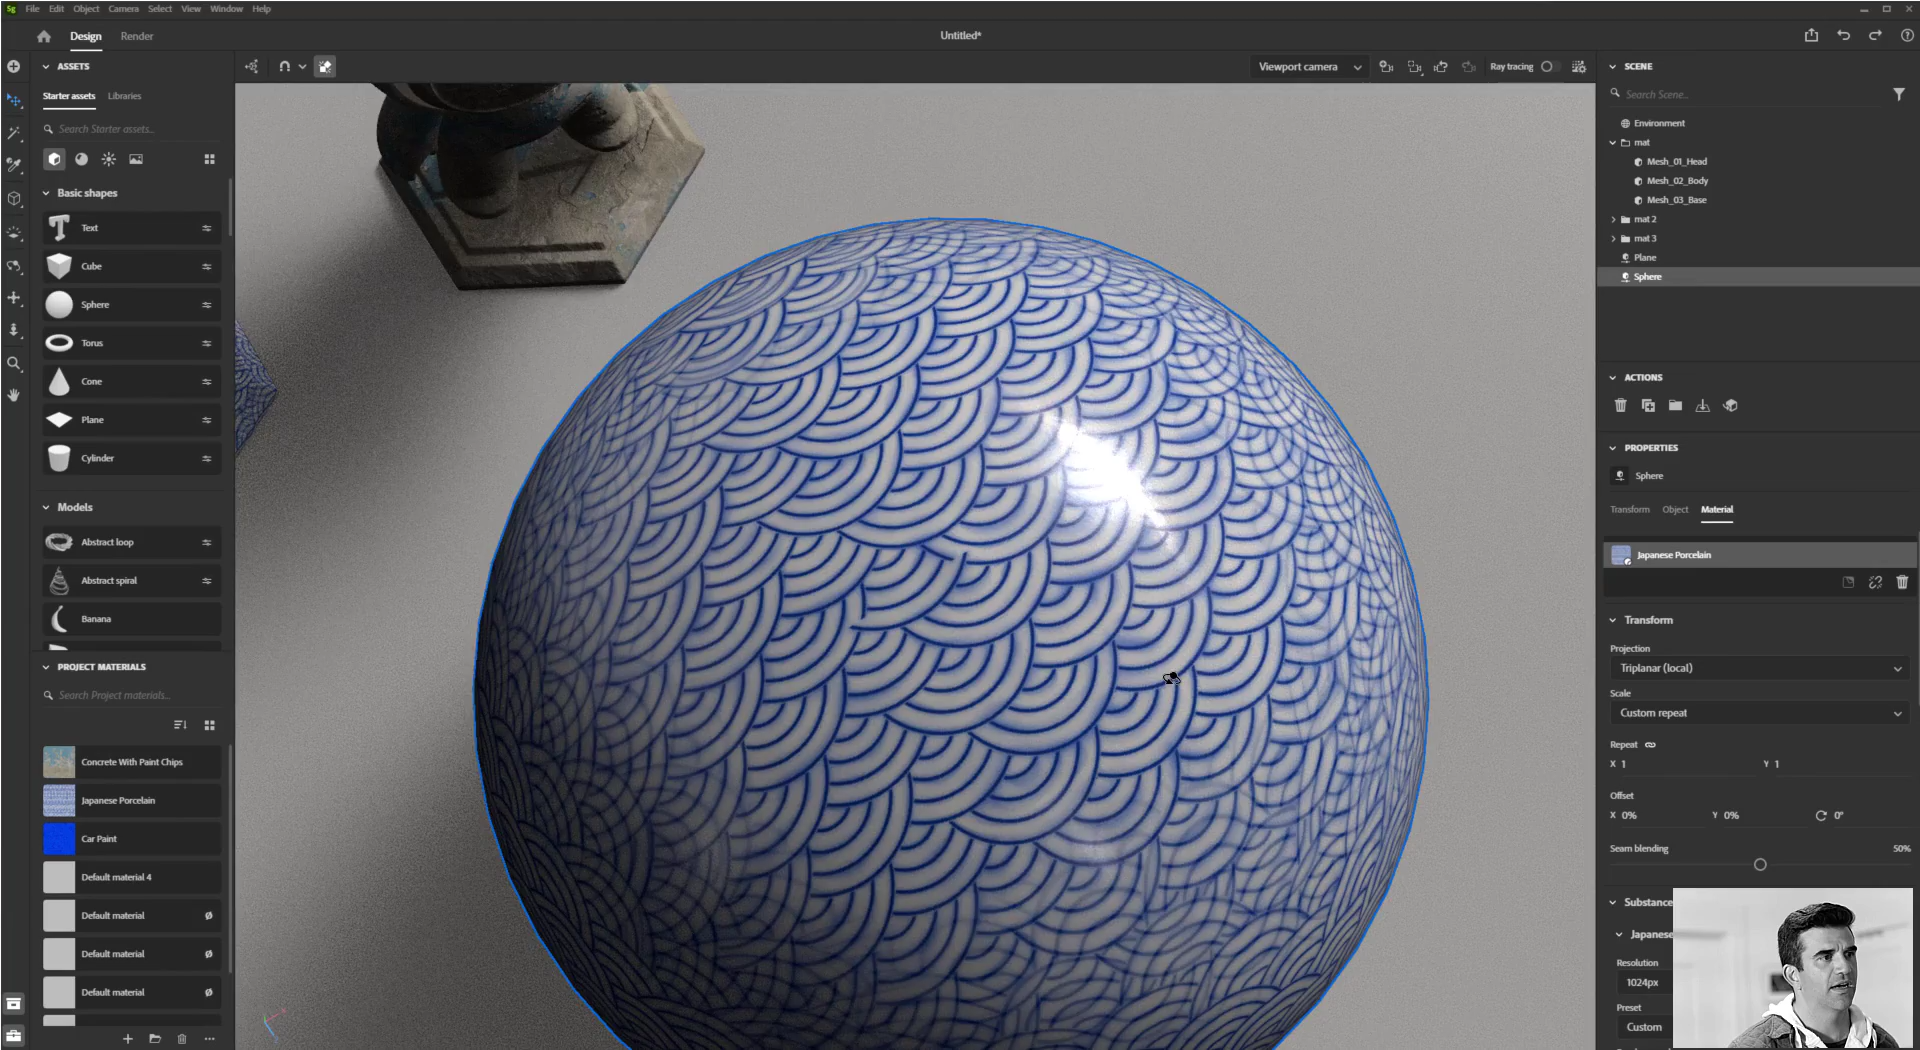 Sg File Edit Object Camera Select View Window Help
Design Render Untitled*
ASSETS
Starter assets Libraries
Search Starter assets...
Basic shapes
Text
Cube
Sphere
Torus
Cone
Plane
Cylinder
Models
Abstract loop
Abstract spiral
Banana
PROJECT MATERIALS
Search Project materials...
Concrete With Paint Chips
Japanese Porcelain
Car Paint
Default material 4
Default material
Default material
Default material
Viewport camera
Ray tracing
SCENE
Search Scene...
Environment
mat
Mesh_01_Head
Mesh_02_Body
Mesh_03_Base
mat 2
mat 3
Plane
Sphere
ACTIONS
PROPERTIES
Sphere
Transform Object Material
Japanese Porcelain
Transform
Projection
Triplanar (local)
Scale
Custom repeat
Repeat
X 1 Y 1
Offset
X 0% Y 0% 0°
Seam blending 50%
Substance
Japanese
Resolution
1024px
Preset
Custom